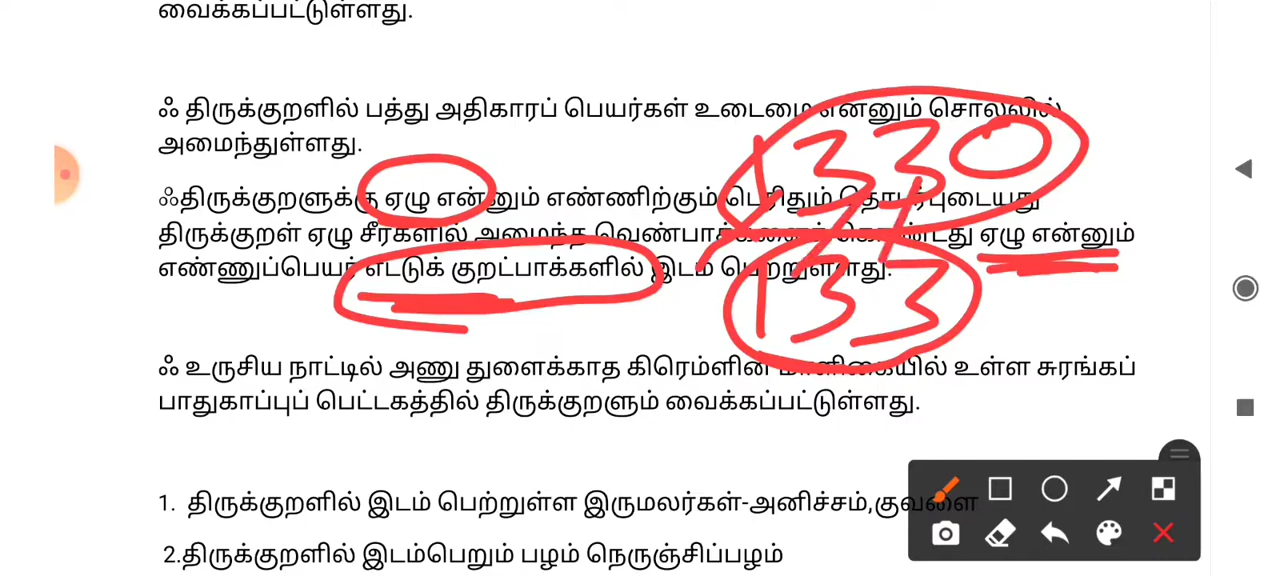 வைக்கப்பட்டுள்ளது.
ஃ திருக்குறளில் பத்து அதிகாரப் பெயர்கள் உடைமை என்னும் சொல்லில்
அமைந்துள்ளது.
ஃதிருக்குறளுக்கு ஏழு என்னும் எண்ணிற்கும் பெரிதும் தொடர்புடையது
திருக்குறள் ஏழு சீர்களில் அமைந்த வெண்பாக்களைக் கொண்டது ஏழு என்னும்
எண்ணுப்பெயர் எட்டுக் குறட்பாக்களில் இடம் பெற்றுள்ளது.
1330
133
ஃ உருசிய நாட்டில் அணு துளைக்காத கிரெம்ளின் மாளிகையில் உள்ள சுரங்கப்
பாதுகாப்புப் பெட்டகத்தில் திருக்குறளும் வைக்கப்பட்டுள்ளது.
1. திருக்குறளில் இடம் பெற்றுள்ள இருமலர்கள்-அனிச்சம்,குவளை
2.திருக்குறளில் இடம்பெறும் பழம் நெருஞ்சிப்பழம்